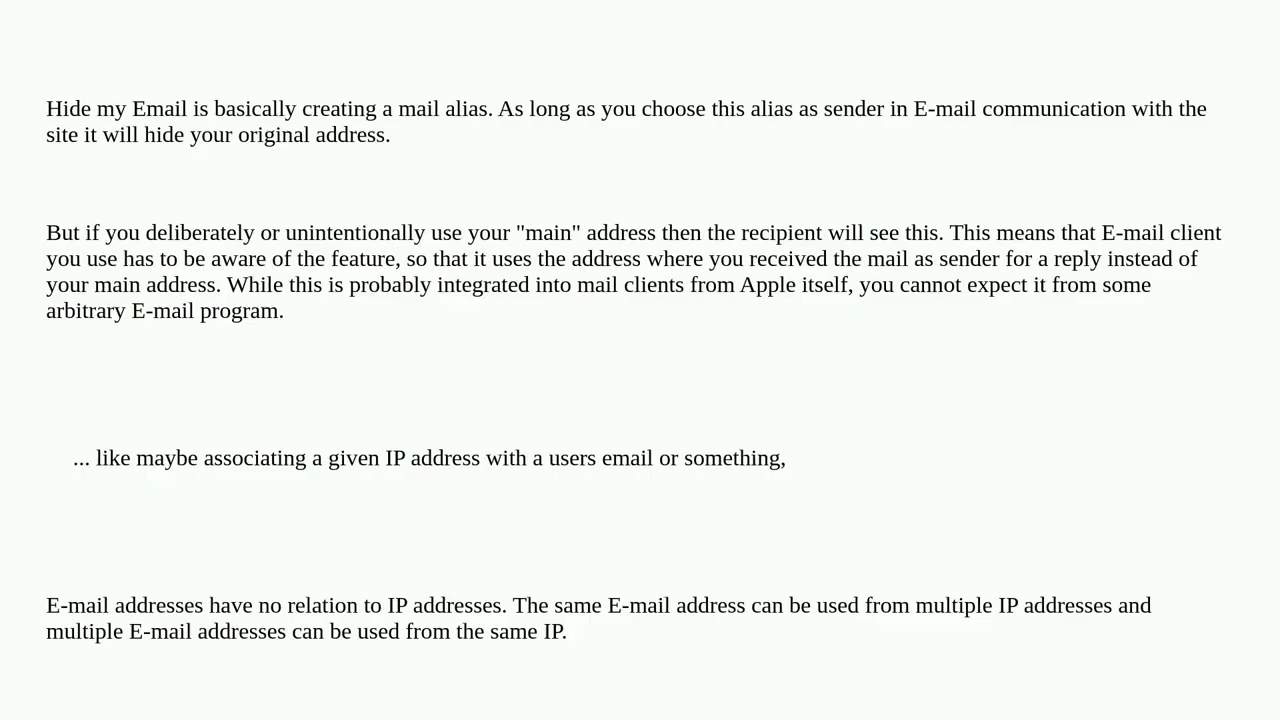 Hide my Email is basically creating a mail alias. As long as you choose this alias as sender in E-mail communication with the
site it will hide your original address.
But if you deliberately or unintentionally use your "main" address then the recipient will see this. This means that E-mail client
you use has to be aware of the feature, so that it uses the address where you received the mail as sender for a reply instead of
your main address. While this is probably integrated into mail clients from Apple itself, you cannot expect it from some
arbitrary E-mail program.
... like maybe associating a given IP address with a users email or something,
E-mail addresses have no relation to IP addresses. The same E-mail address can be used from multiple IP addresses and
multiple E-mail addresses can be used from the same IP.